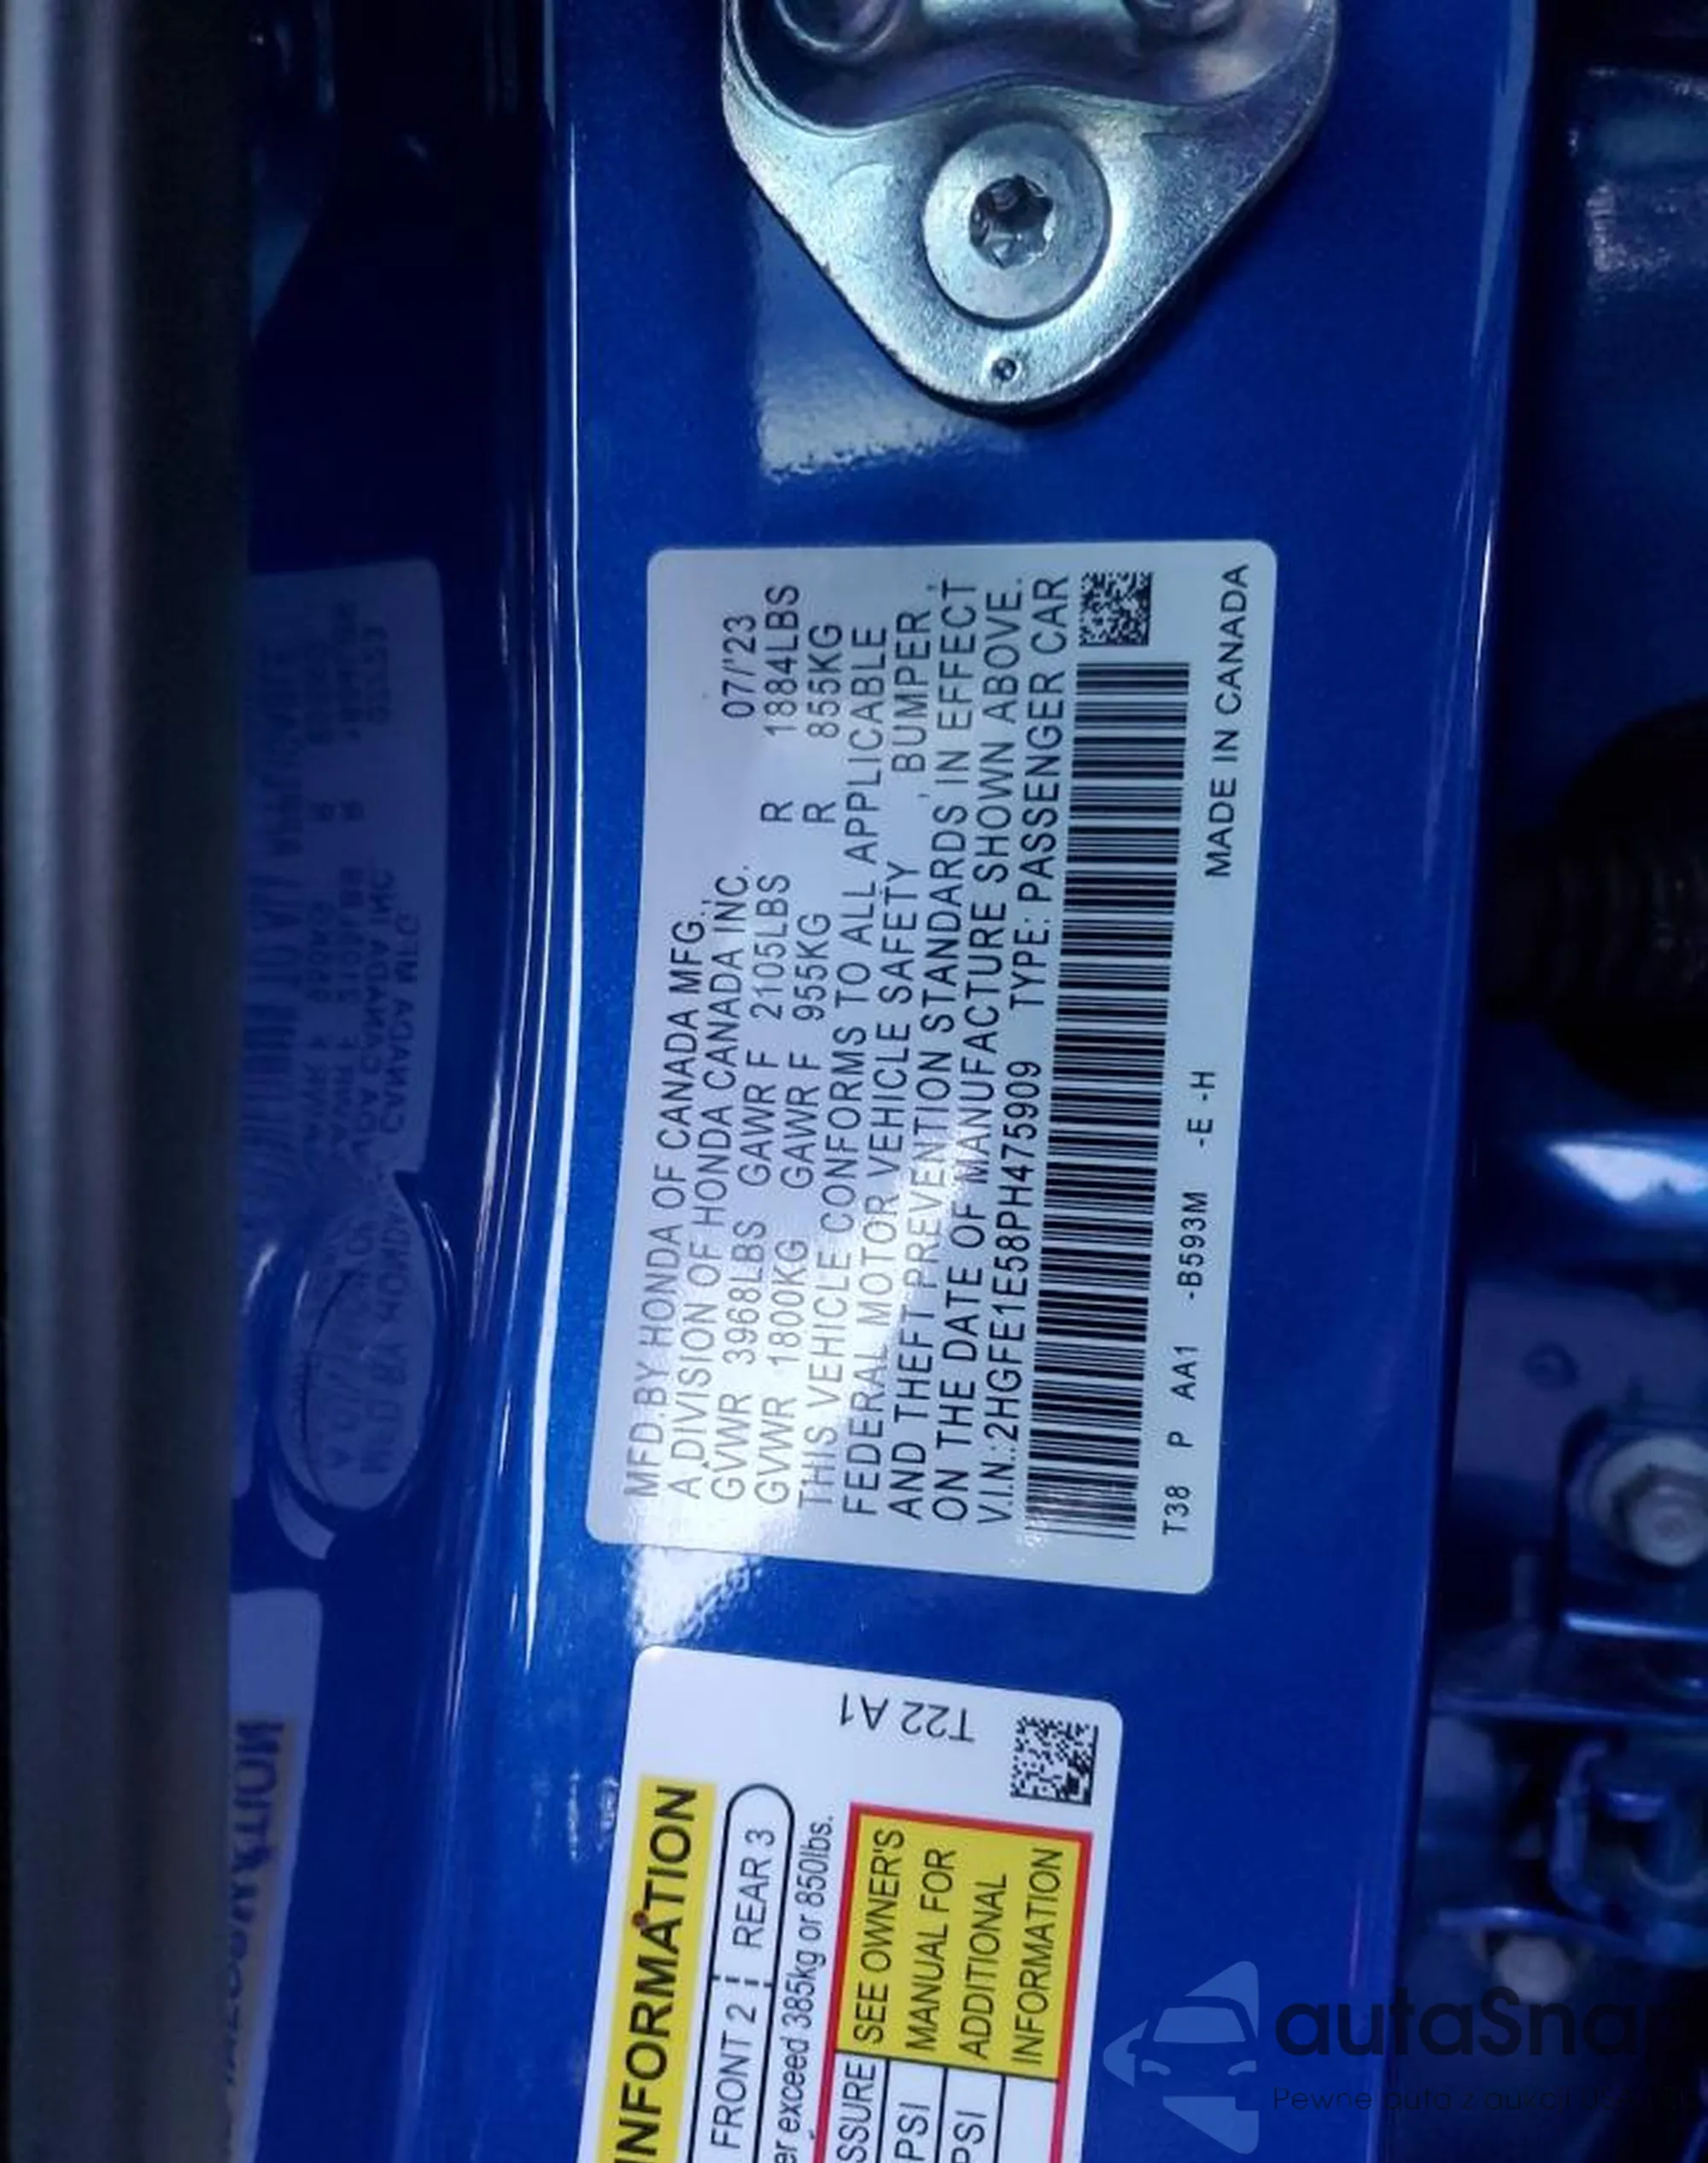 MFD.BY HONDA OF CANADA MFG.,
A DIVISION OF HONDA CANADA INC. 07/'23
GVWR 3968LBS GAWR F 2105LBS R 1884LBS
GVWR 1800KG GAWR F 955KG R 855KG
THIS VEHICLE CONFORMS TO ALL APPLICABLE
FEDERAL MOTOR VEHICLE SAFETY, BUMPER,
AND THEFT PREVENTION STANDARDS IN EFFECT
ON THE DATE OF MANUFACTURE SHOWN ABOVE.
V.I.N.:2HGFE1E58PH475909 TYPE: PASSENGER CAR
T38 P AA1 -B593M -E -H MADE IN CANADA
T22 A1
INFORMATION
FRONT 2 REAR 3
exceed 385kg or 850lbs.
SEE OWNER'S
MANUAL FOR
ADDITIONAL
INFORMATION
PSI
PSI
autaSna
Pewne auta z aukcji